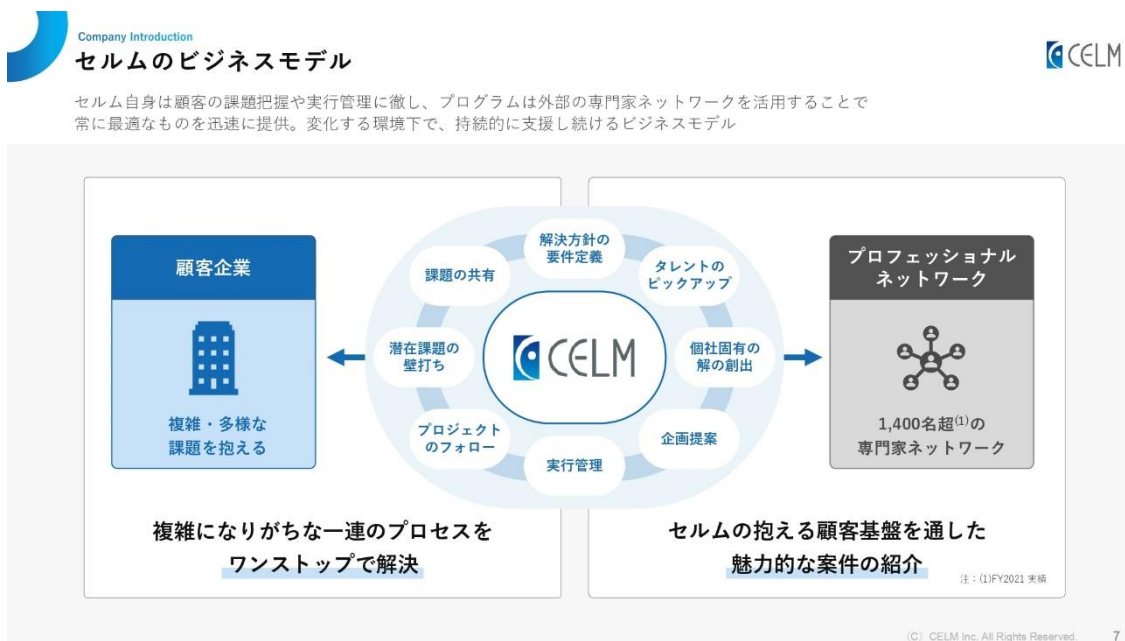 Company Introduction
セルムのビジネスモデル
CELM
セルム自身は顧客の課題把握や実行管理に徹し、プログラムは外部の専門家ネットワークを活用することで
常に最適なものを迅速に提供。変化する環境下で、持続的に支援し続けるビジネスモデル
顧客企業
複雑・多様な
課題を抱える
解決方針の
要件定義
課題の共有
タレントの
ピックアップ
潜在課題の
壁打ち
CELM
個社固有の
解の創出
プロジェクト
のフォロー
企画提案
実行管理
プロフェッショナル
ネットワーク
1,400名超(1)の
専門家ネットワーク
複雑になりがちな一連のプロセスを
ワンストップで解決
セルムの抱える顧客基盤を通した
魅力的な案件の紹介
注：(1)FY2021 実績
(C) CELM Inc. All Rights Reserved.
7